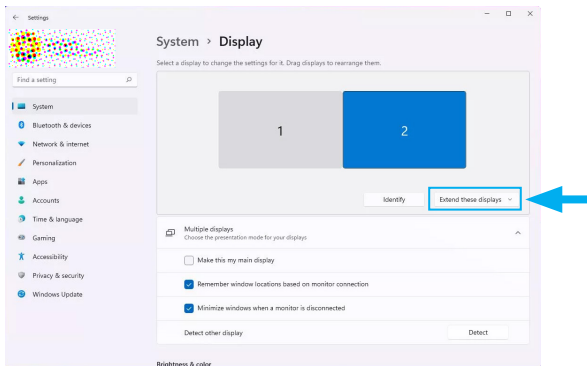 Settings
System > Display
Select a display to change the settings for it. Drag displays to rearrange them.
Find a setting
1
2
System
Bluetooth & devices
Network & internet
Personalization
Apps
Accounts
Time & language
Gaming
Accessibility
Privacy & security
Windows Update
Identify
Extend these displays
Multiple displays
Choose the presentation mode for your displays
Make this my main display
Remember window locations based on monitor connection
Minimize windows when a monitor is disconnected
Detect other display
Detect
Brightness & color